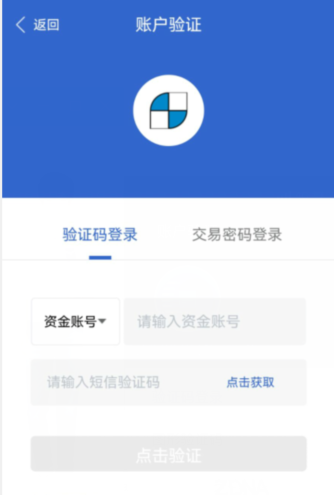 返回 账户验证
验证码登录 交易密码登录
资金账号 请输入资金账号
请输入短信验证码 点击获取
点击验证